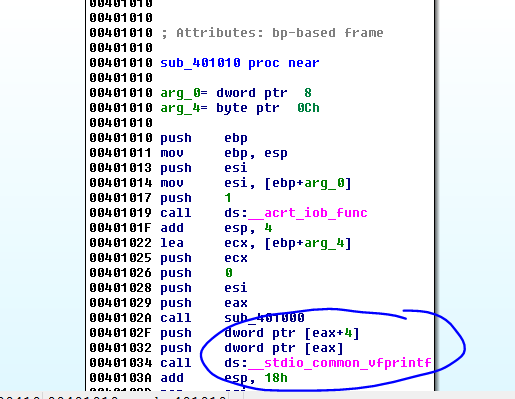 00401010
00401010
00401010 ; Attributes: bp-based frame
00401010
00401010 sub_401010 proc near
00401010
00401010 arg_0= dword ptr  8
00401010 arg_4= byte ptr  0Ch
00401010
00401010 push    ebp
00401011 mov     ebp, esp
00401013 push    esi
00401014 mov     esi, [ebp+arg_0]
00401017 push    1
00401019 call    ds:__acrt_iob_func
0040101F add     esp, 4
00401022 lea     ecx, [ebp+arg_4]
00401025 push    ecx
00401026 push    0
00401028 push    esi
00401029 push    eax
0040102A call    sub_401000
0040102F push    dword ptr [eax+4]
00401032 push    dword ptr [eax]
00401034 call    ds:__stdio_common_vfprintf
0040103A add     esp, 18h